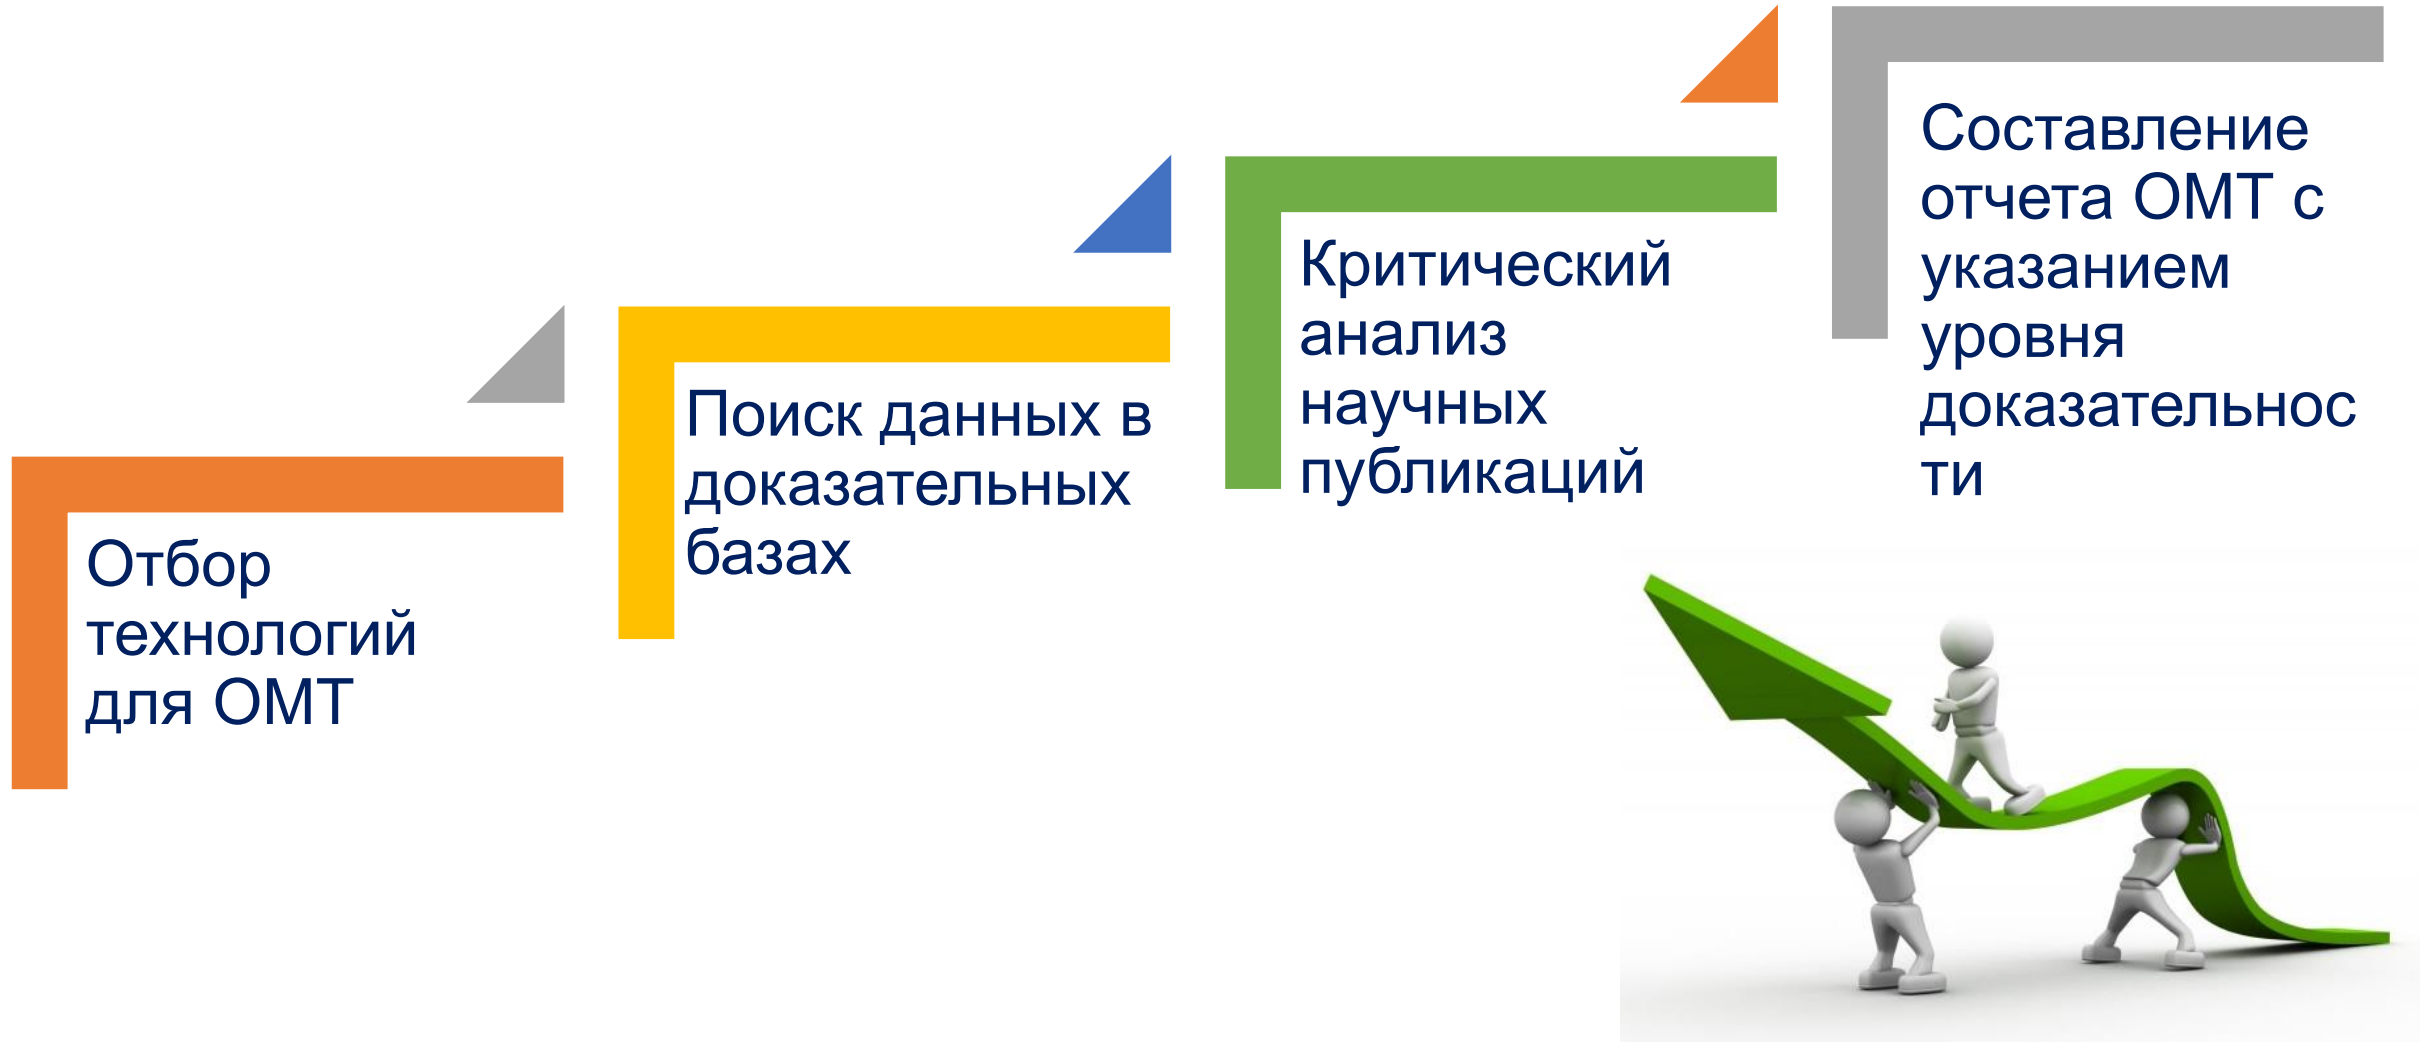 Отбор
технологий
для ОМТ
Поиск данных в
доказательных
базах
Критический
анализ
научных
публикаций
Составление
отчета ОМТ с
указанием
уровня
доказательнос
ти